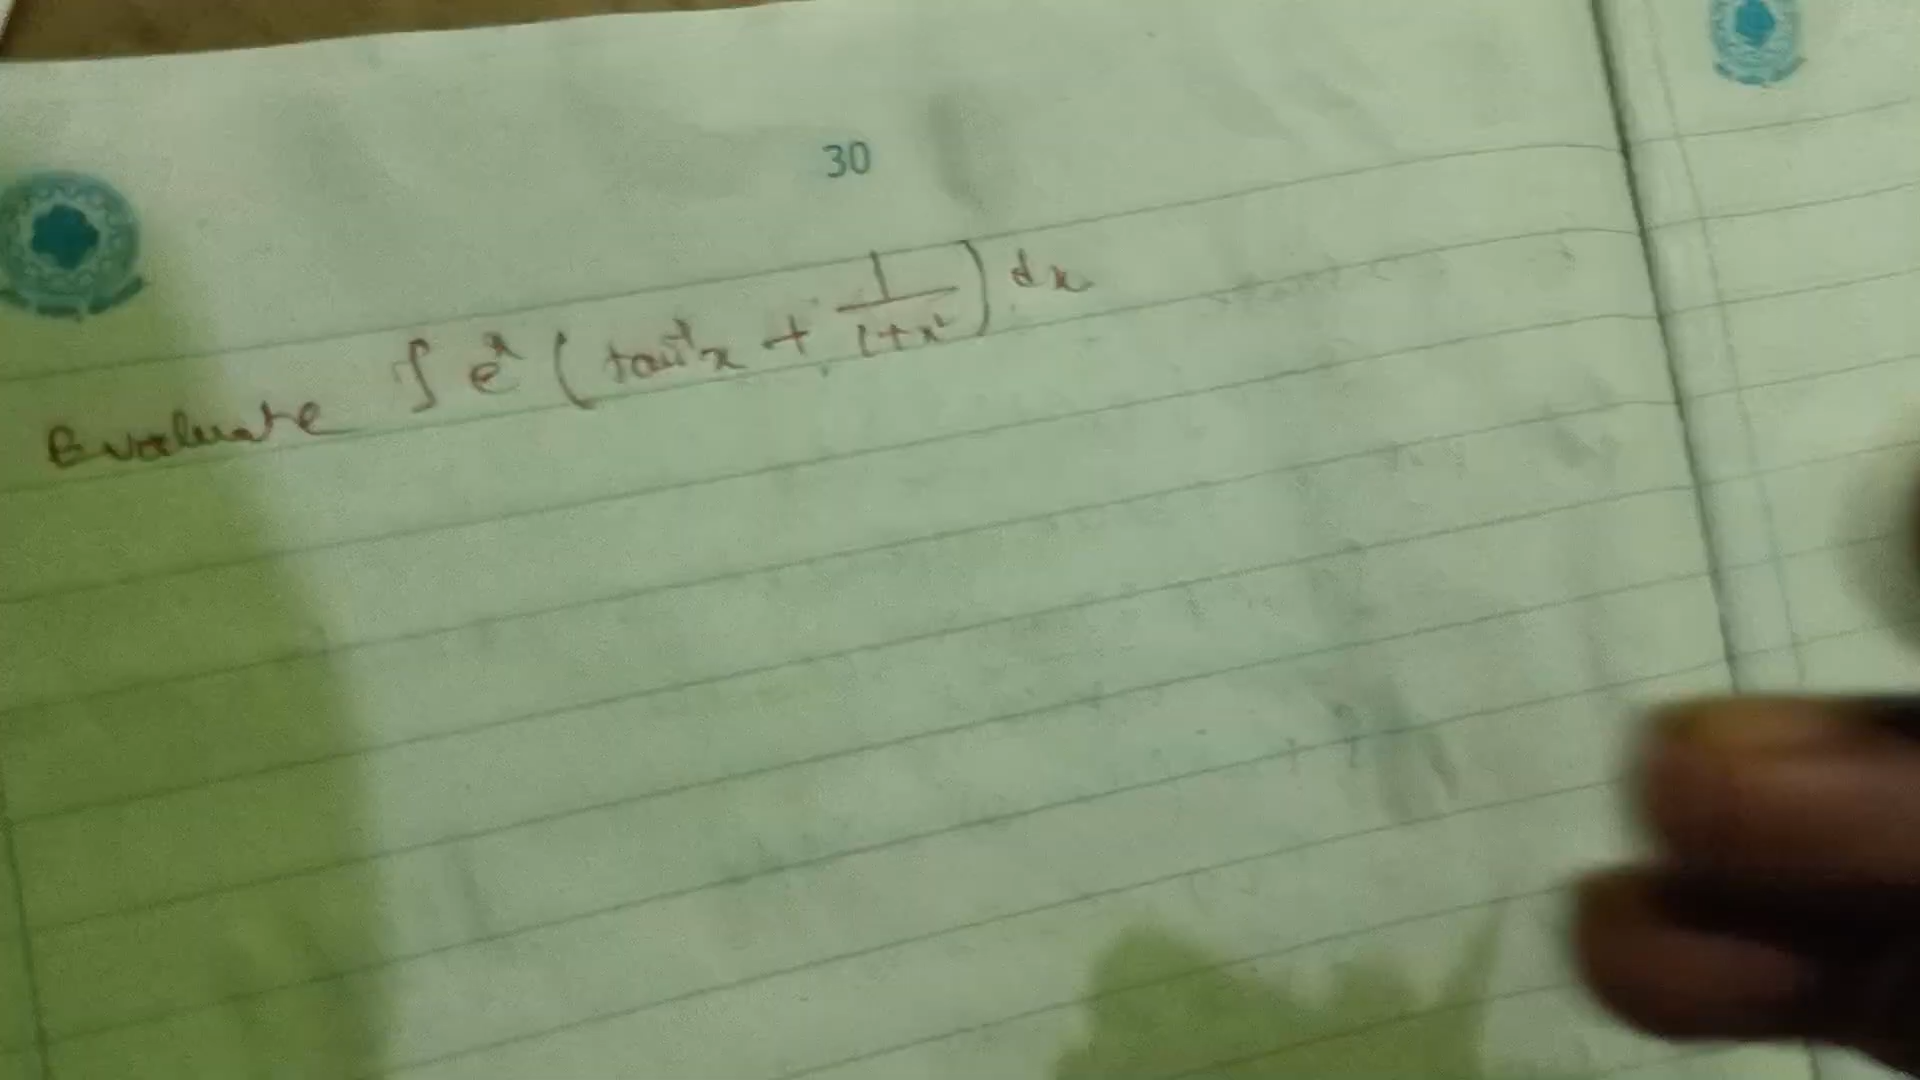 30
Evaluate ∫ eˣ ( tan⁻¹x + 1/(1+x²) ) dx